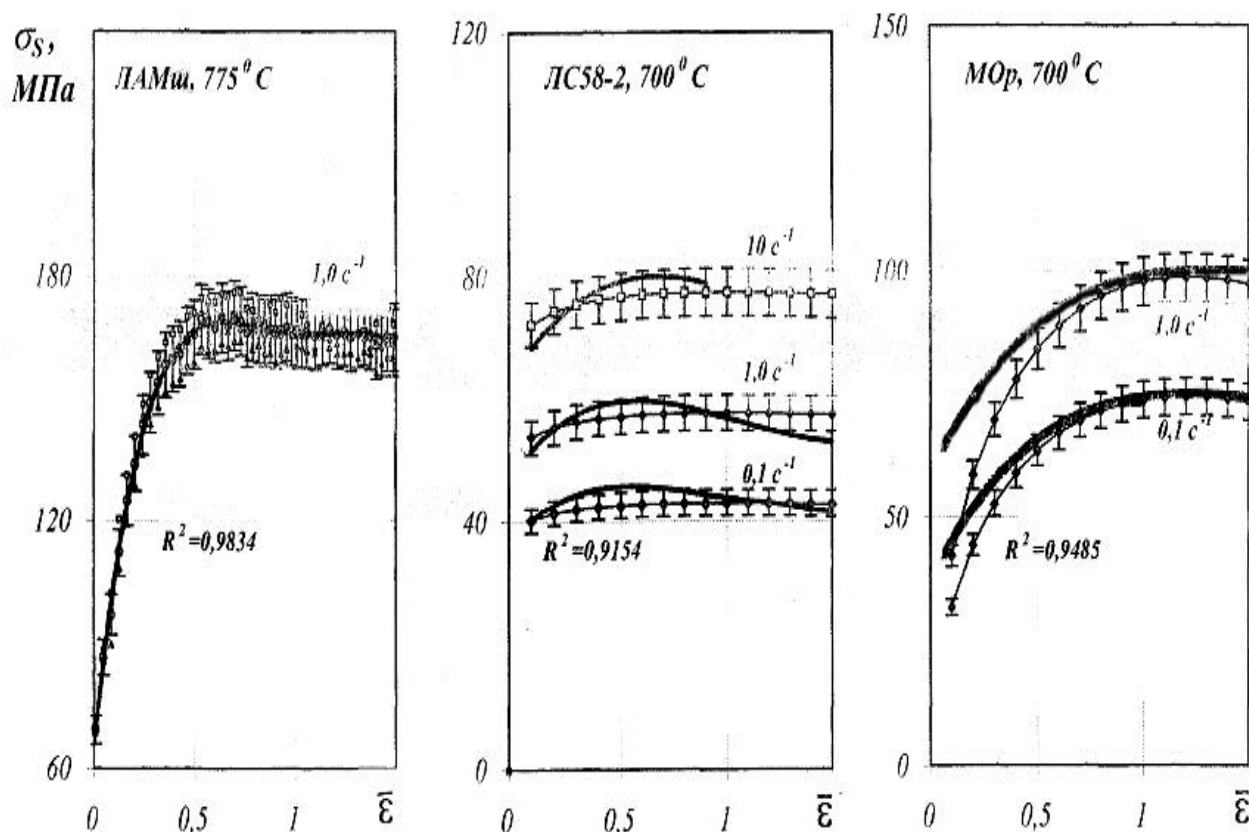 σS,
МПа
ЛАМш, 775⁰ С
180
120
60
1,0 с⁻¹
R²=0,9834
0
0,5
1
ε̅
ЛС58-2, 700⁰ С
120
80
40
0
10 с⁻¹
1,0 с⁻¹
0,1 с⁻¹
R²=0,9154
0
0,5
1
ε̅
МОр, 700⁰ С
150
100
50
0
1,0 с⁻¹
0,1 с⁻¹
R²=0,9485
0
0,5
1
ε̅